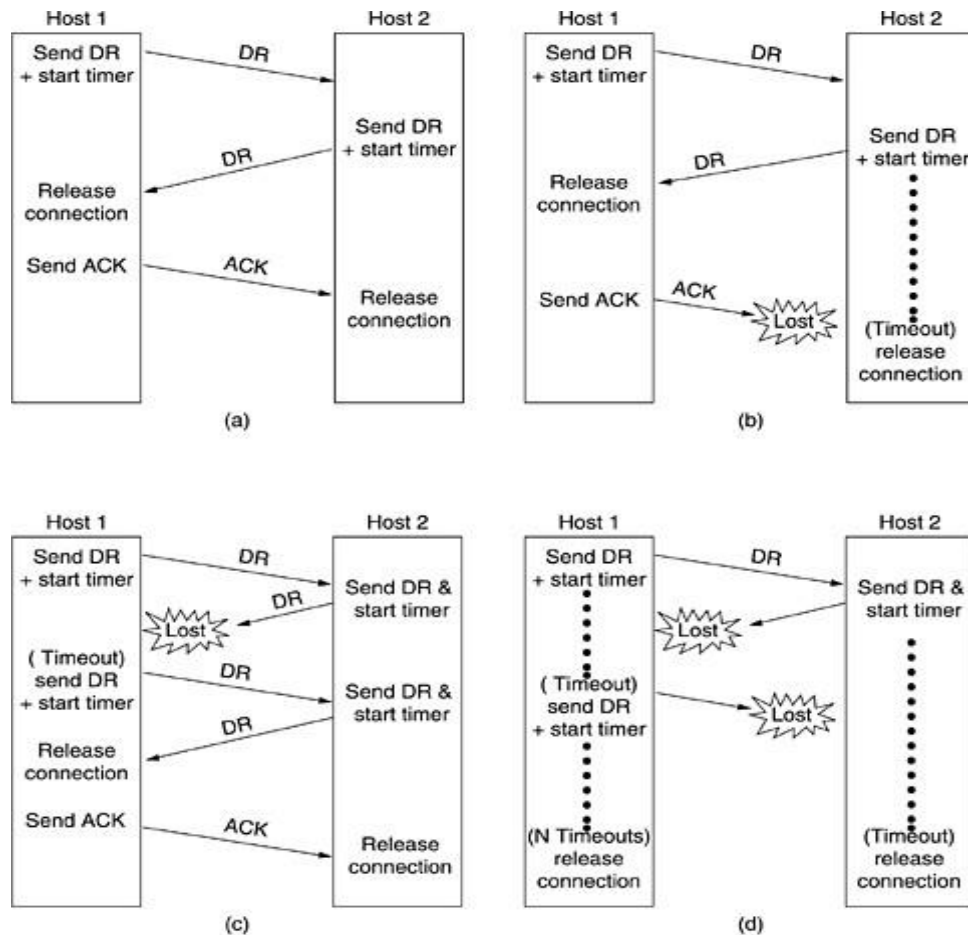 Host 1
Host 2
Send DR
+ start timer
DR
Send DR
+ start timer
DR
Release
connection
Send ACK
ACK
Release
connection
(a)
Host 1
Host 2
Send DR
+ start timer
DR
Send DR
+ start timer
DR
Release
connection
Send ACK
ACK
Lost
(Timeout)
release
connection
(b)
Host 1
Host 2
Send DR
+ start timer
DR
Send DR &
start timer
DR
Lost
( Timeout)
send DR
+ start timer
DR
Send DR &
start timer
DR
Release
connection
Send ACK
ACK
Release
connection
(c)
Host 1
Host 2
Send DR
+ start timer
DR
Send DR &
start timer
Lost
( Timeout)
send DR
+ start timer
Lost
(N Timeouts)
release
connection
(Timeout)
release
connection
(d)